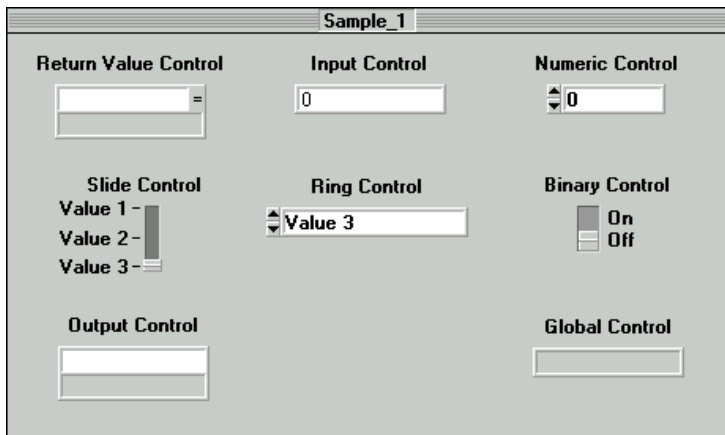 Sample_1
Return Value Control
=
Input Control
0
Numeric Control
0
Slide Control
Value 1
Value 2
Value 3
Ring Control
Value 3
Binary Control
On
Off
Output Control
Global Control